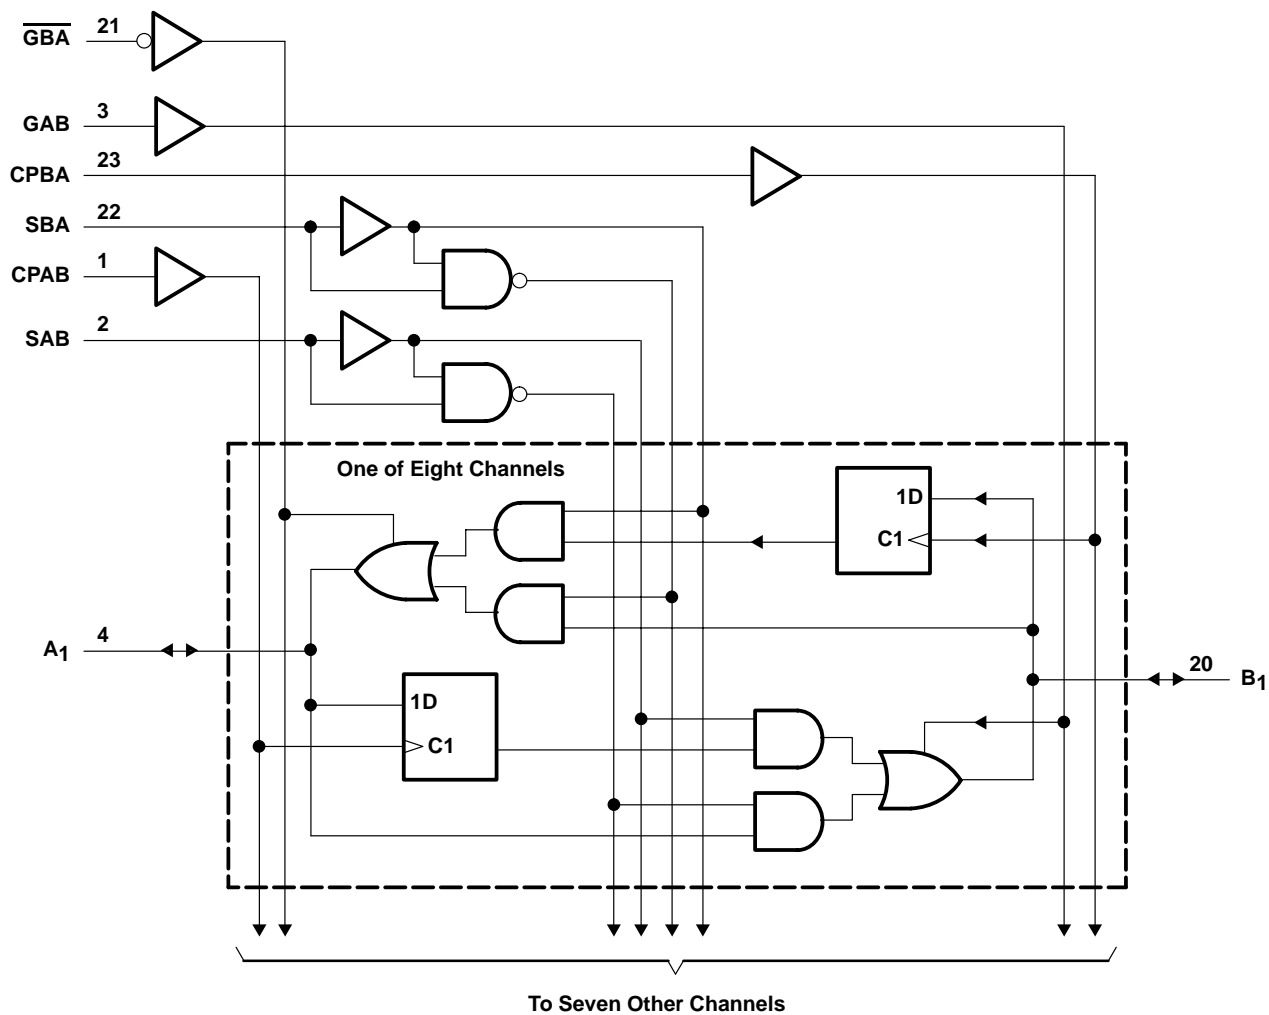 GBA 21
GAB 3
CPBA 23
SBA 22
CPAB 1
SAB 2
One of Eight Channels
1D
C1
A1 4
1D
C1
20 B1
To Seven Other Channels